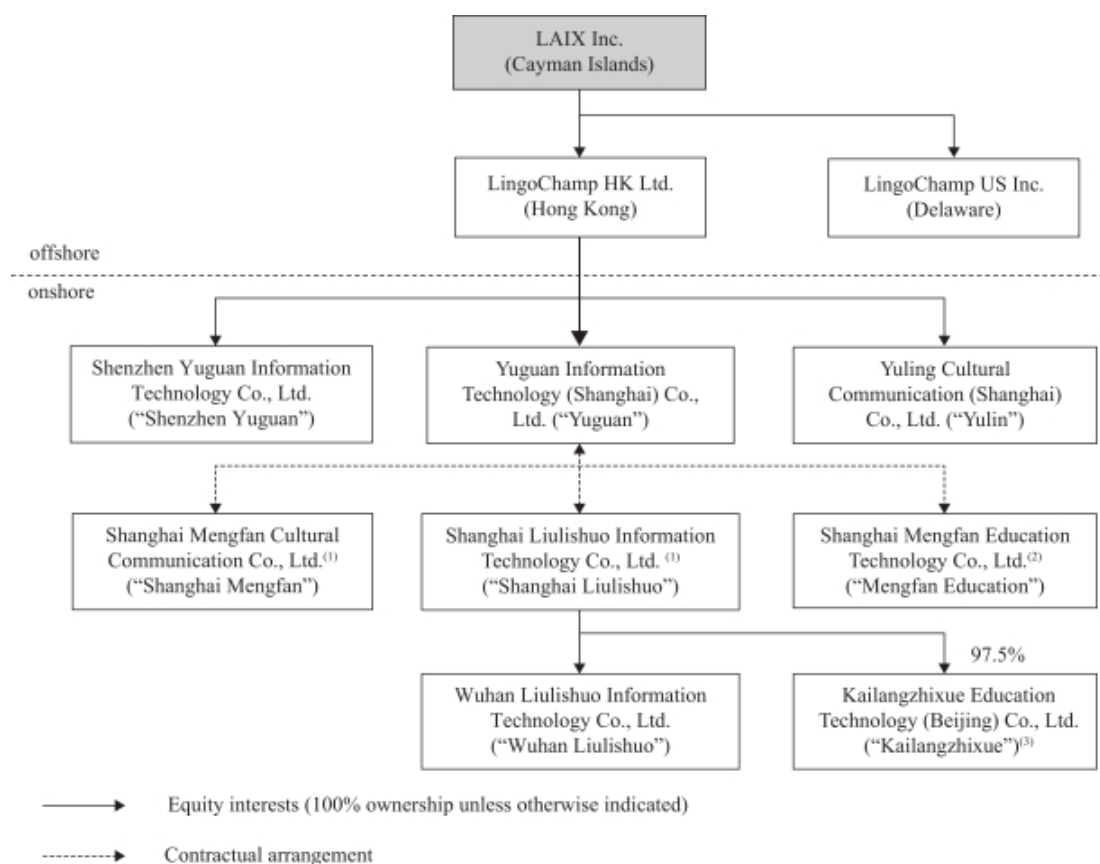 LAIX Inc.
(Cayman Islands)
LingoChamp HK Ltd.
(Hong Kong)
LingoChamp US Inc.
(Delaware)
offshore
onshore
Shenzhen Yuguan Information
Technology Co., Ltd.
(“Shenzhen Yuguan”)
Yuguan Information
Technology (Shanghai) Co.,
Ltd. (“Yuguan”)
Yuling Cultural
Communication (Shanghai)
Co., Ltd. (“Yulin”)
Shanghai Mengfan Cultural
Communication Co., Ltd.(1)
(“Shanghai Mengfan”)
Shanghai Liulishuo Information
Technology Co., Ltd. (1)
(“Shanghai Liulishuo”)
Shanghai Mengfan Education
Technology Co., Ltd.(2)
(“Mengfan Education”)
97.5%
Wuhan Liulishuo Information
Technology Co., Ltd.
(“Wuhan Liulishuo”)
Kailangzhixue Education
Technology (Beijing) Co., Ltd.
(“Kailangzhixue”)(3)
Equity interests (100% ownership unless otherwise indicated)
Contractual arrangement